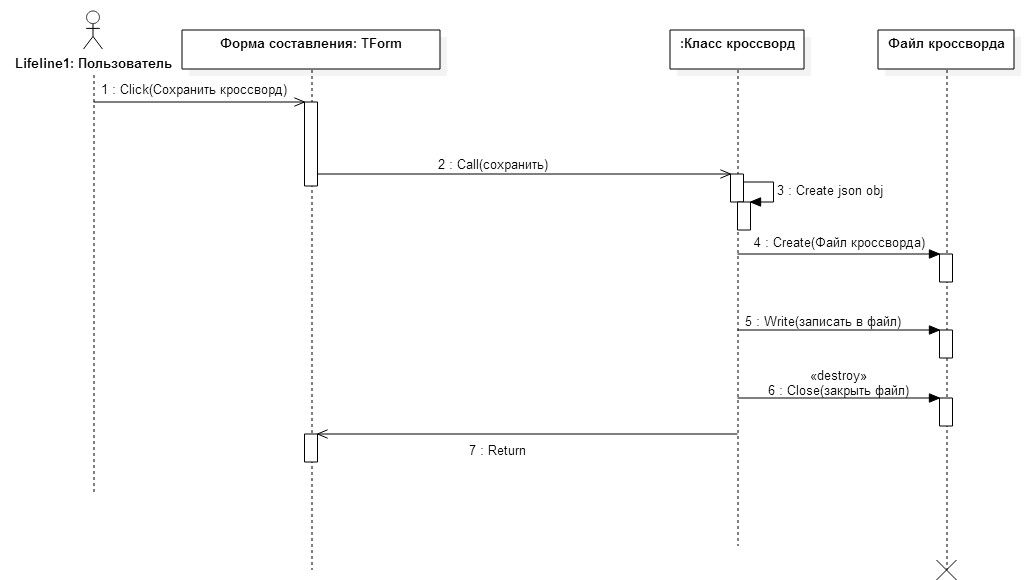 Lifeline1: Пользователь
Форма составления: TForm
:Класс кроссворд
Файл кроссворда
1 : Click(Сохранить кроссворд)
2 : Call(сохранить)
3 : Create json obj
4 : Create(Файл кроссворда)
5 : Write(записать в файл)
«destroy»
6 : Close(закрыть файл)
7 : Return